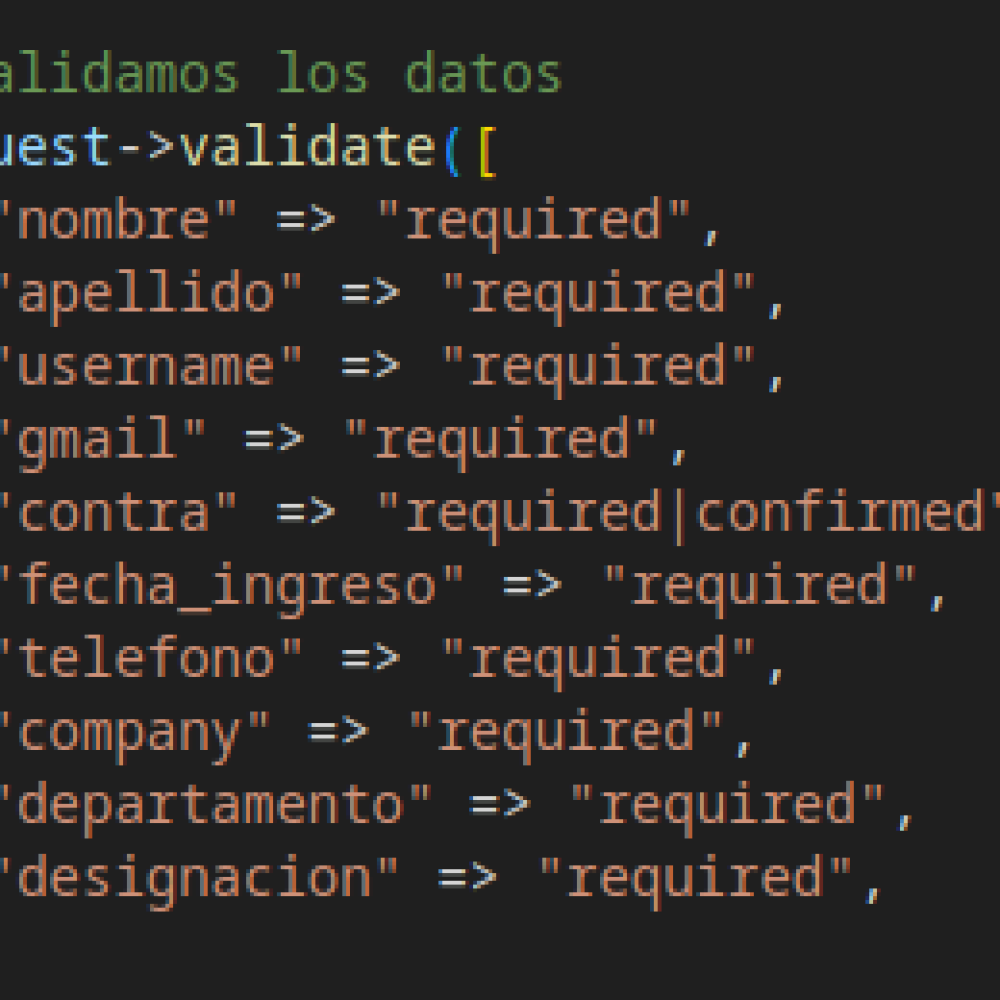 alidamos los datos
uest->validate([
"nombre" => "required",
"apellido" => "required",
"username" => "required",
"gmail" => "required",
"contra" => "required|confirmed"
"fecha_ingreso" => "required",
"telefono" => "required",
"company" => "required",
"departamento" => "required",
"designacion" => "required",